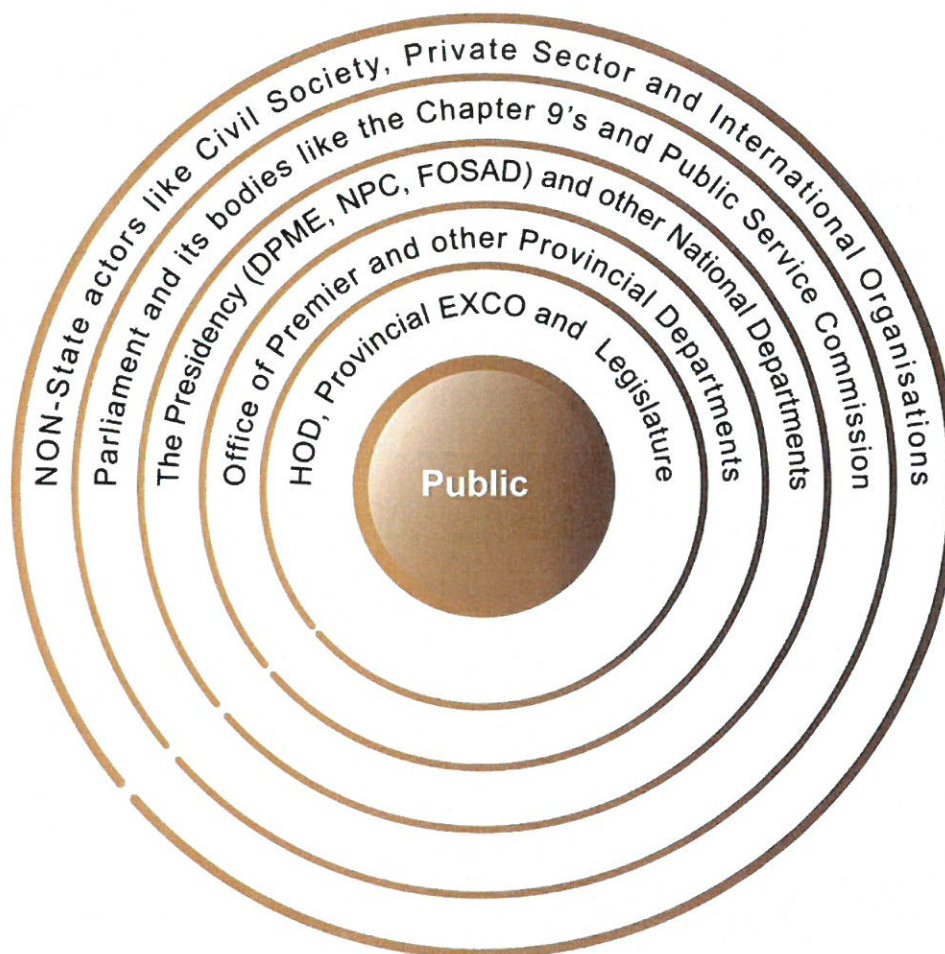 NON-State actors like Civil Society, Private Sector and International Organisations
Parliament and its bodies like the Chapter 9's and Public Service Commission
The Presidency (DPME, NPC, FOSAD) and other National Departments
Office of Premier and other Provincial Departments
HOD, Provincial EXCO and Legislature
Public